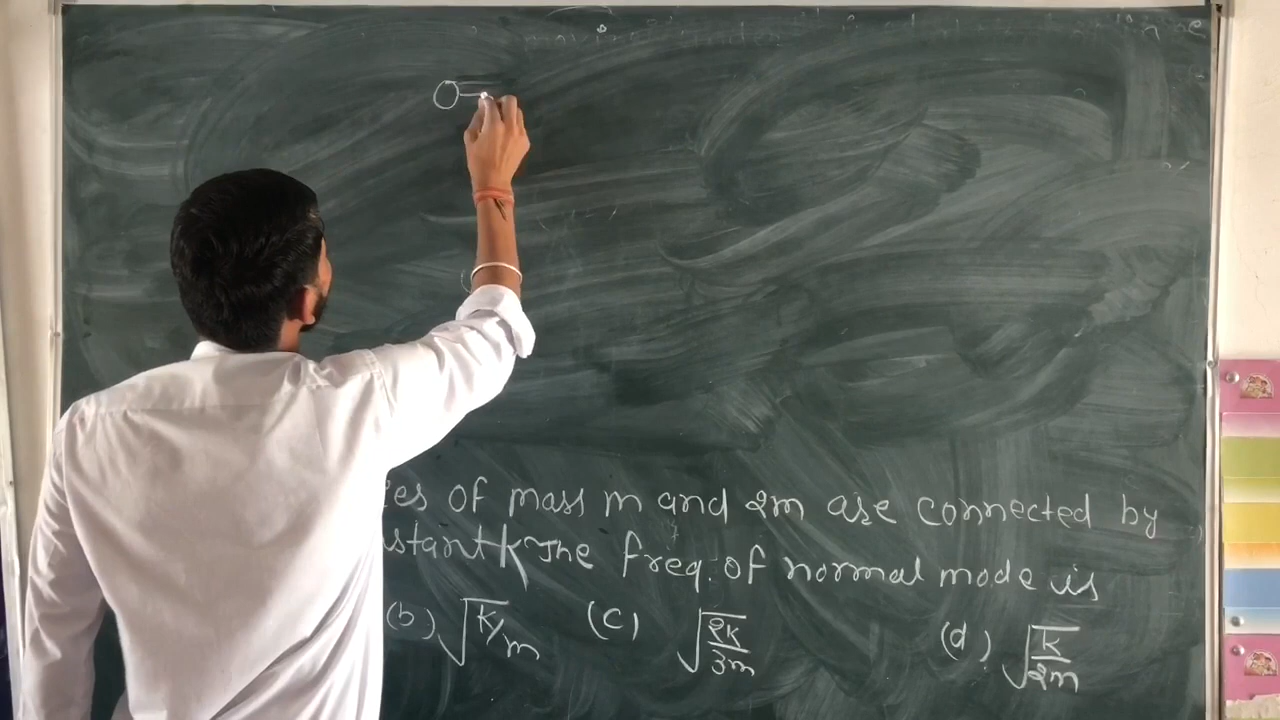 es of mass m and 2m are connected by
stant K The freq. of normal mode is
(b) √K/m (c) √2K/3m (d) √K/2m